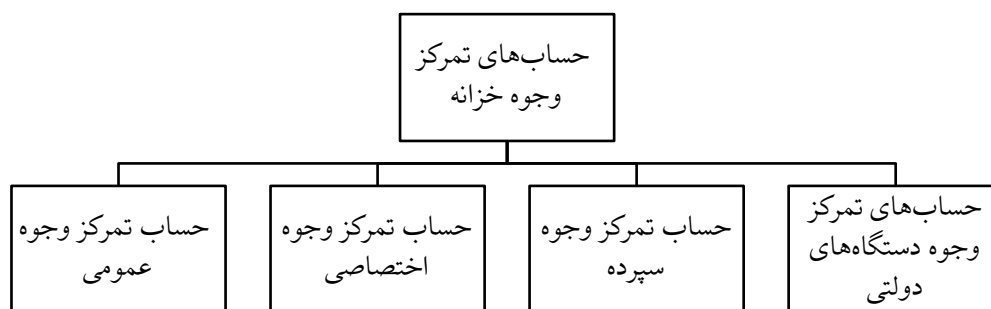 حساب‌های تمرکز
وجوه خزانه
حساب‌های تمرکز
وجوه دستگاه‌های
دولتی
حساب تمرکز وجوه
سپرده
حساب تمرکز وجوه
اختصاصی
حساب تمرکز وجوه
عمومی